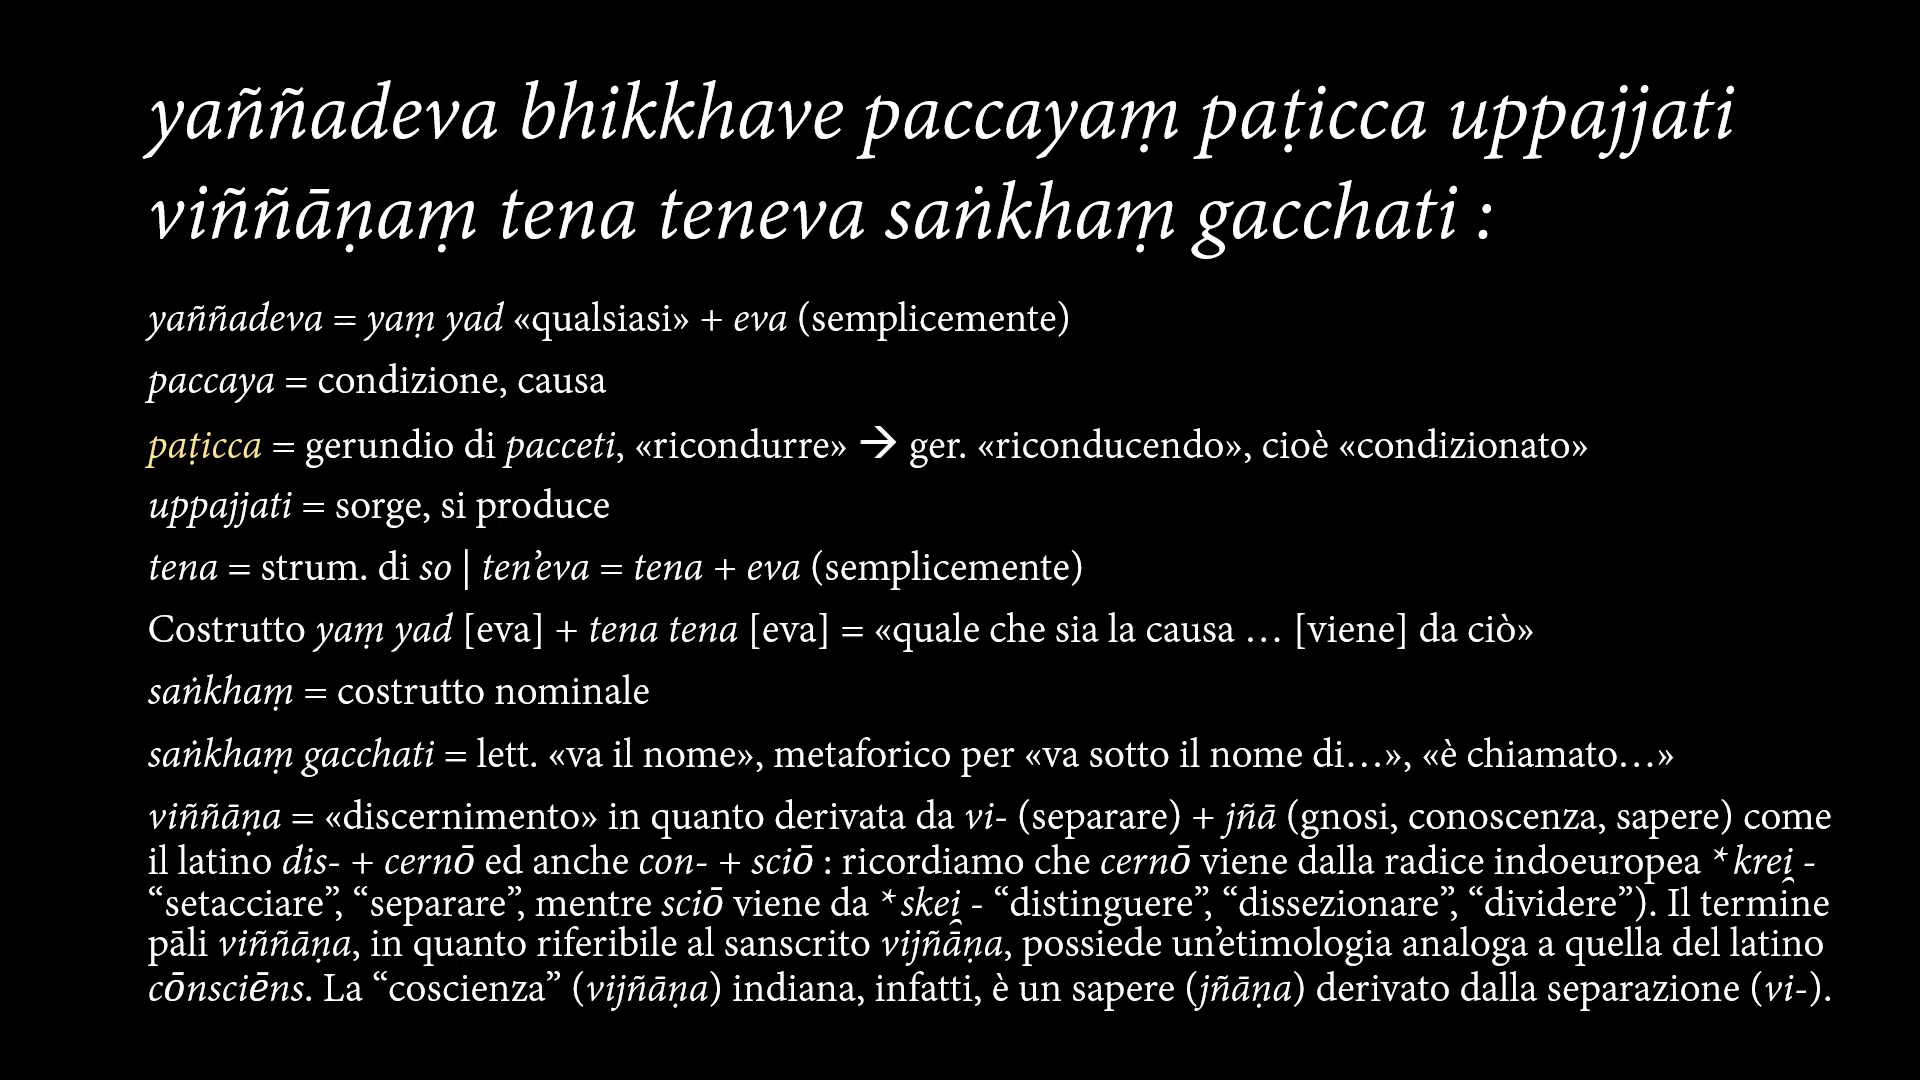 yaññadeva bhikkhave paccayaṃ paṭicca uppajjati
viññāṇaṃ tena teneva saṅkhaṃ gacchati :
yaññadeva = yaṃ yad «qualsiasi» + eva (semplicemente)
paccaya = condizione, causa
paṭicca = gerundio di pacceti, «ricondurre» → ger. «riconducendo», cioè «condizionato»
uppajjati = sorge, si produce
tena = strum. di so | ten’eva = tena + eva (semplicemente)
Costrutto yaṃ yad [eva] + tena tena [eva] = «quale che sia la causa … [viene] da ciò»
saṅkhaṃ = costrutto nominale
saṅkhaṃ gacchati = lett. «va il nome», metaforico per «va sotto il nome di…», «è chiamato…»
viññāṇa = «discernimento» in quanto derivata da vi- (separare) + jñā (gnosi, conoscenza, sapere) come
il latino dis- + cernō ed anche con- + sciō : ricordiamo che cernō viene dalla radice indoeuropea *krei̯ -
“setacciare”, “separare”, mentre sciō viene da *skei̯ - “distinguere”, “dissezionare”, “dividere”). Il termine
pāli viññāṇa, in quanto riferibile al sanscrito vijñāṇa, possiede un’etimologia analoga a quella del latino
cōnsciēns. La “coscienza” (vijñāṇa) indiana, infatti, è un sapere (jñāṇa) derivato dalla separazione (vi-).